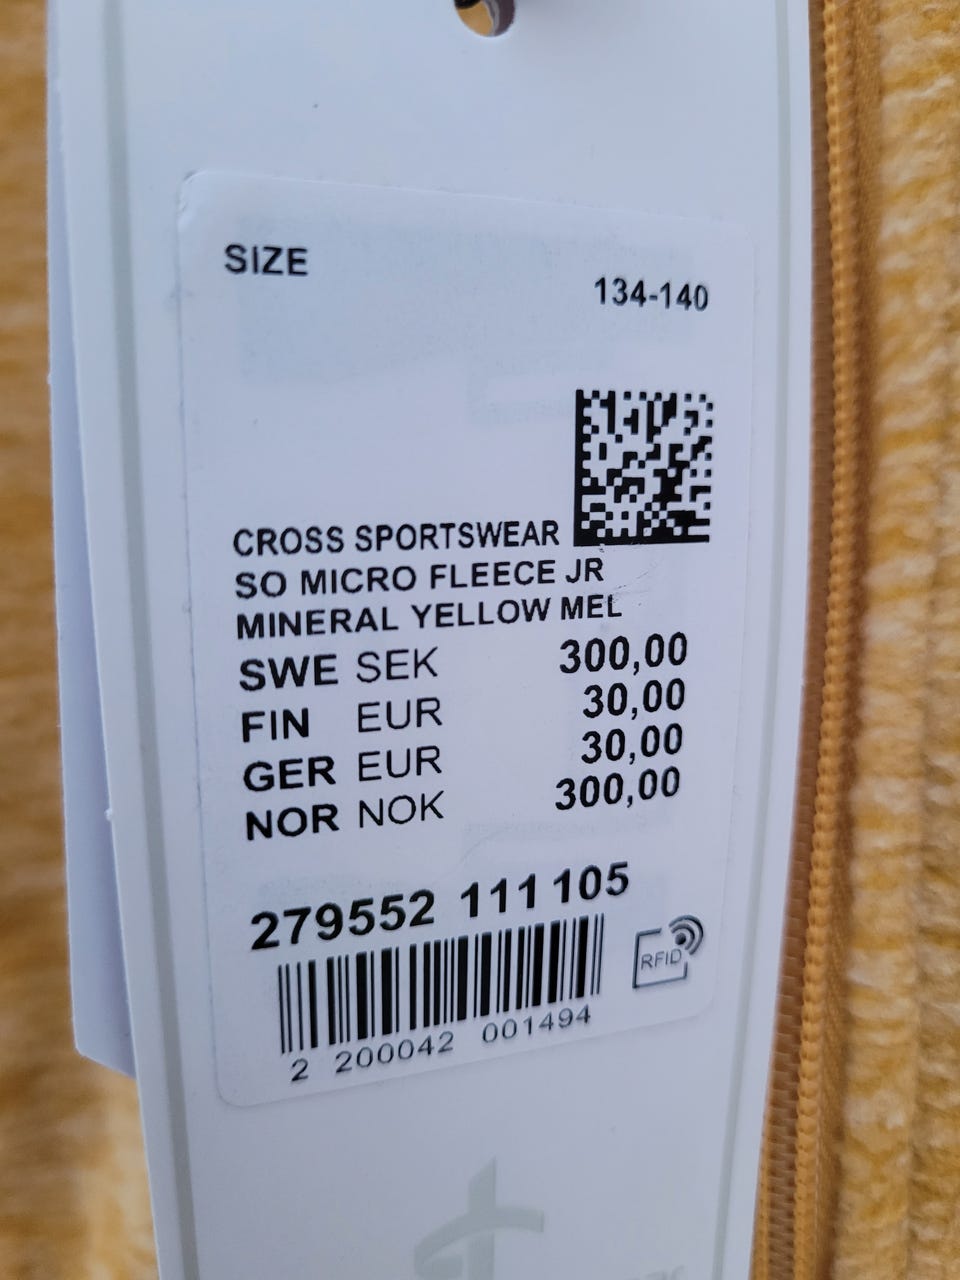 SIZE
134-140
CROSS SPORTSWEAR
SO MICRO FLEECE JR
MINERAL YELLOW MEL
SWE SEK 300,00
FIN EUR 30,00
GER EUR 30,00
NOR NOK 300,00
279552 111 105
RFID
2 200042 001494